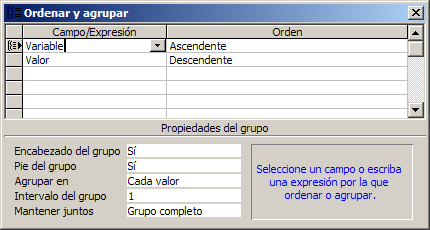 Ordenar y agrupar
Campo/Expresión Orden
Variable Ascendente
Valor Descendente
Propiedades del grupo
Encabezado del grupo Sí
Pie del grupo Sí
Agrupar en Cada valor
Intervalo del grupo 1
Mantener juntos Grupo completo
Seleccione un campo o escriba
una expresión por la que
ordenar o agrupar.